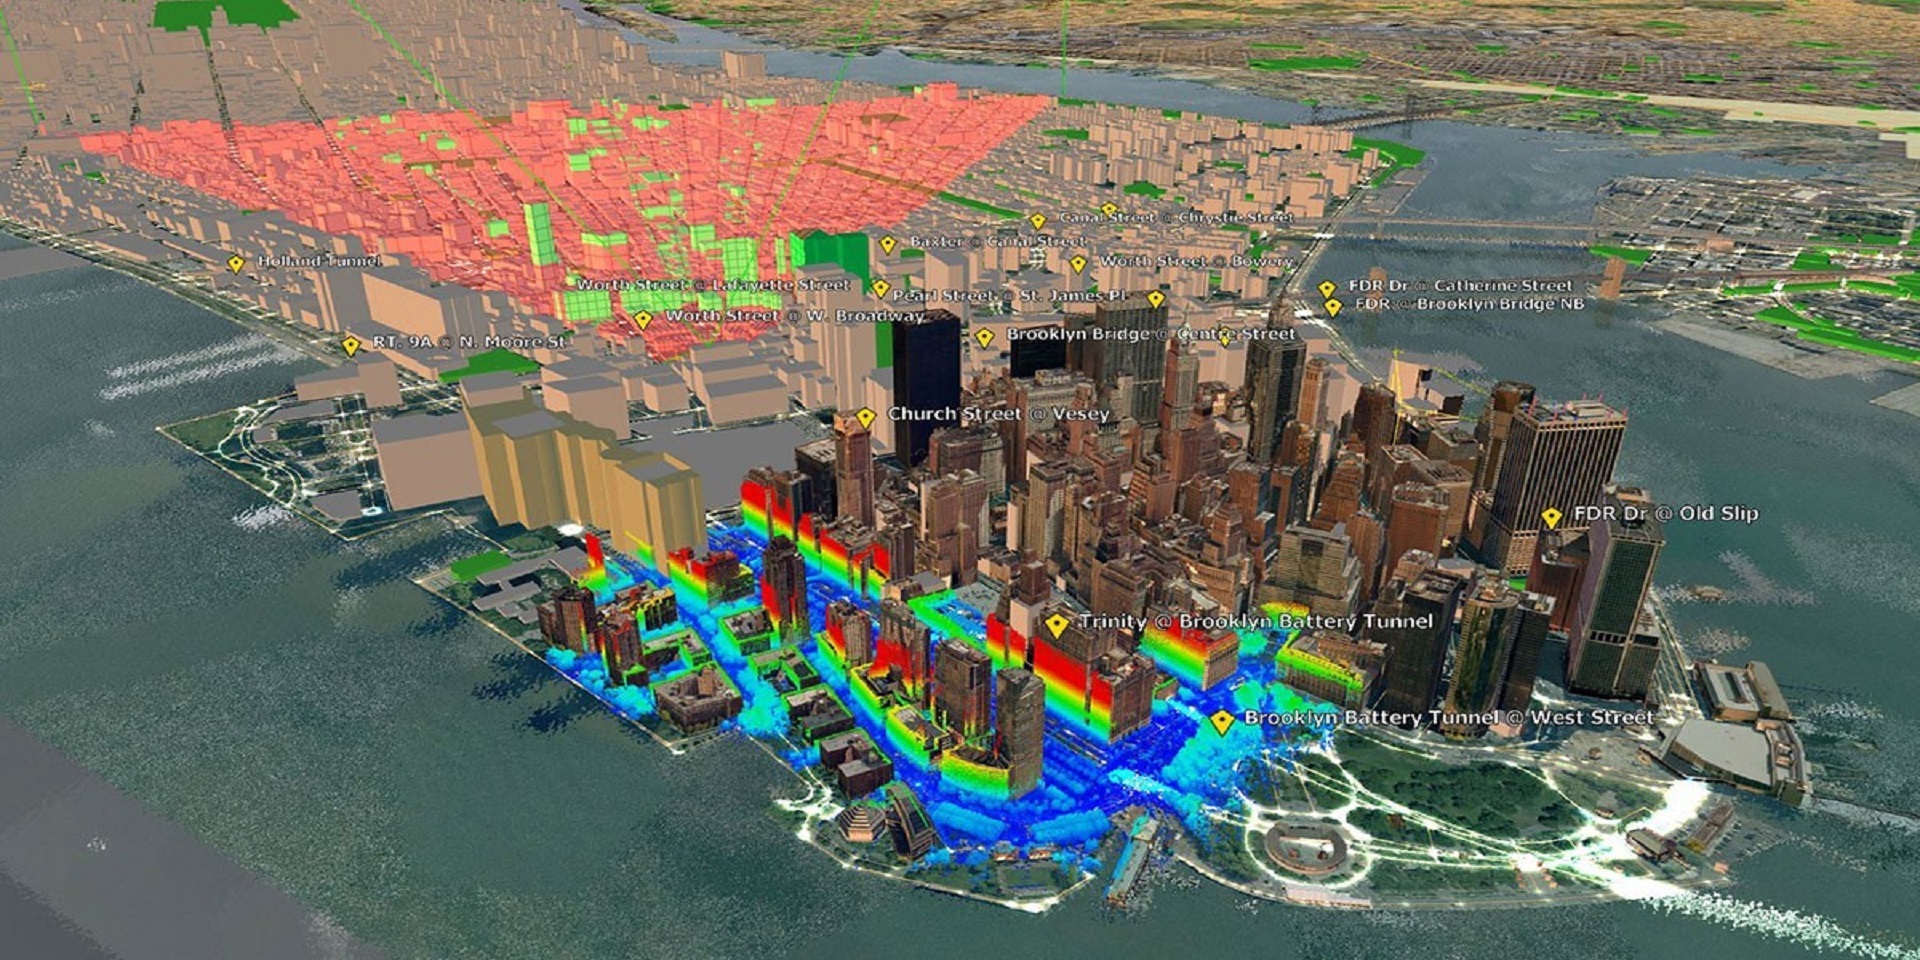 Canal Street @ Chrystie Street
Baxter @ Canal Street
Holland Tunnel
Worth Street @ Bowery
Worth Street @ Lafayette Street
FDR Dr @ Catherine Street
Pearl Street @ St. James Pl
FDR @ Brooklyn Bridge NB
Worth Street @ W. Broadway
Brooklyn Bridge @ Centre Street
RT. 9A @ N. Moore St
Church Street @ Vesey
FDR Dr @ Old Slip
Trinity @ Brooklyn Battery Tunnel
Brooklyn Battery Tunnel @ West Street